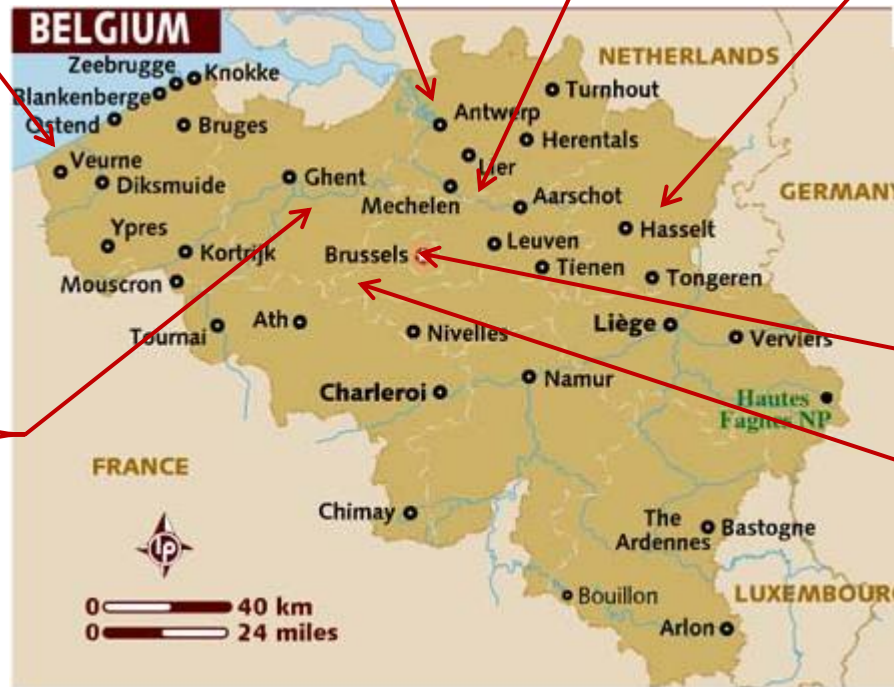 BELGIUM
NETHERLANDS
Zeebrugge
Knokke
Blankenberge
Turnhout
Ostend
Bruges
Antwerp
Herentals
Lier
Veurne
Diksmuide
Ghent
Mechelen
Aarschot
GERMANY
Ypres
Kortrijk
Brussels
Leuven
Hasselt
Tienen
Tongeren
Mouscron
Tournai
Ath
Nivelles
Liège
Verviers
Charleroi
Namur
Hautes
Fagnes NP
FRANCE
Chimay
The
Ardennes
Bastogne
lp
Bouillon
LUXEMBOURG
0 40 km
0 24 miles
Arlon